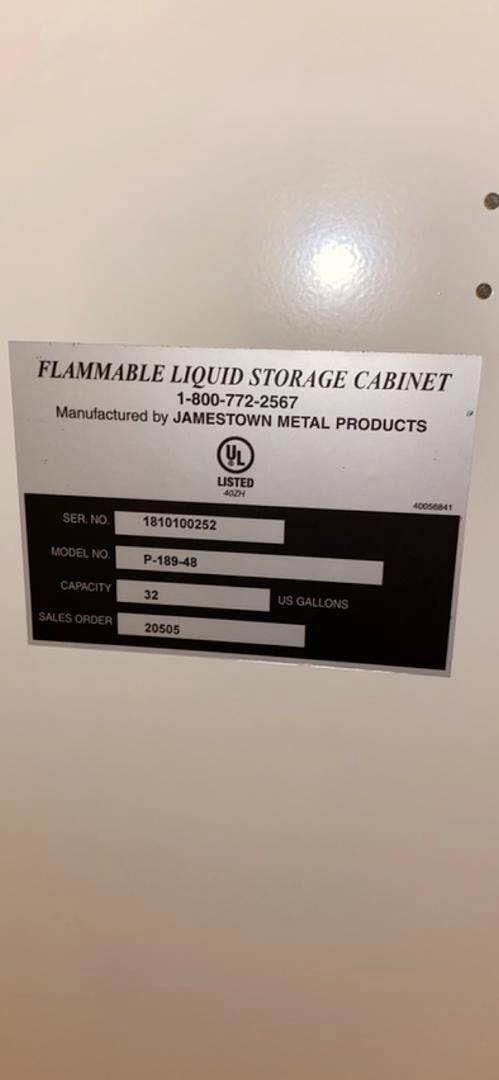 FLAMMABLE LIQUID STORAGE CABINET
1-800-772-2567
Manufactured by JAMESTOWN METAL PRODUCTS
UL
LISTED
40ZH
40056841
SER. NO. 1810100252
MODEL NO. P-189-48
CAPACITY 32 US GALLONS
SALES ORDER 20505